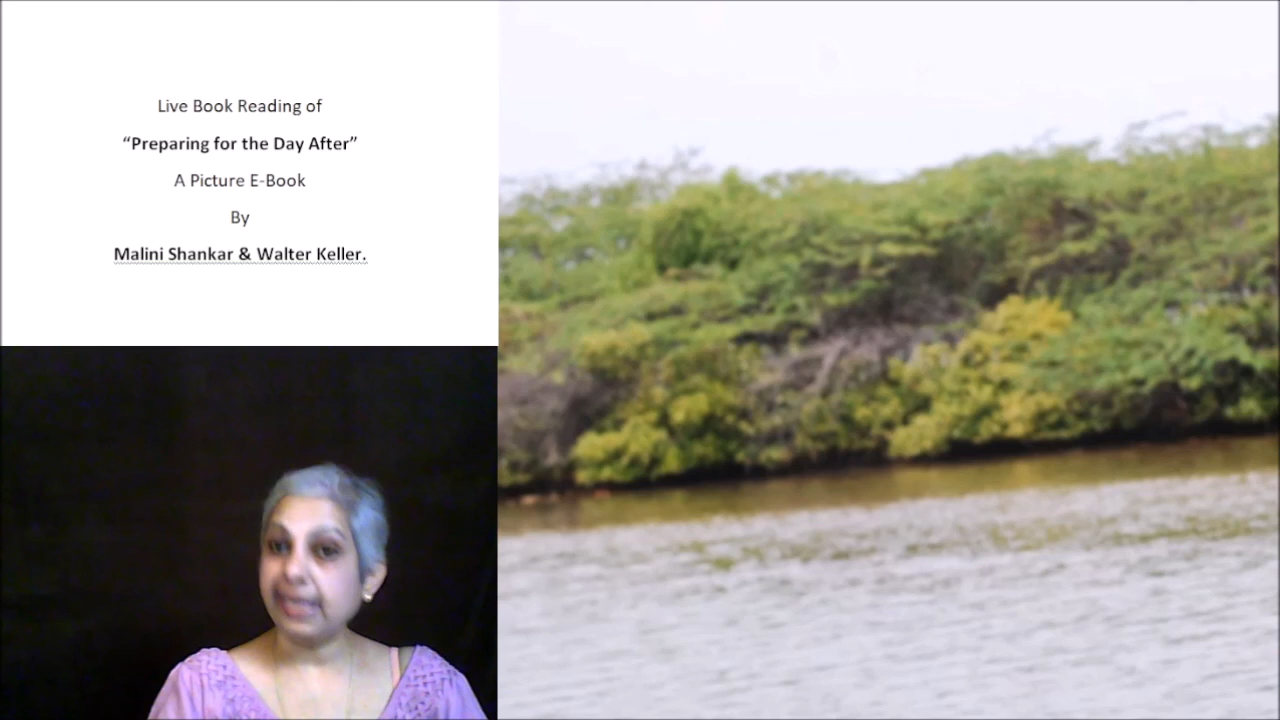 Live Book Reading of
“Preparing for the Day After”
A Picture E-Book
By
Malini Shankar & Walter Keller.